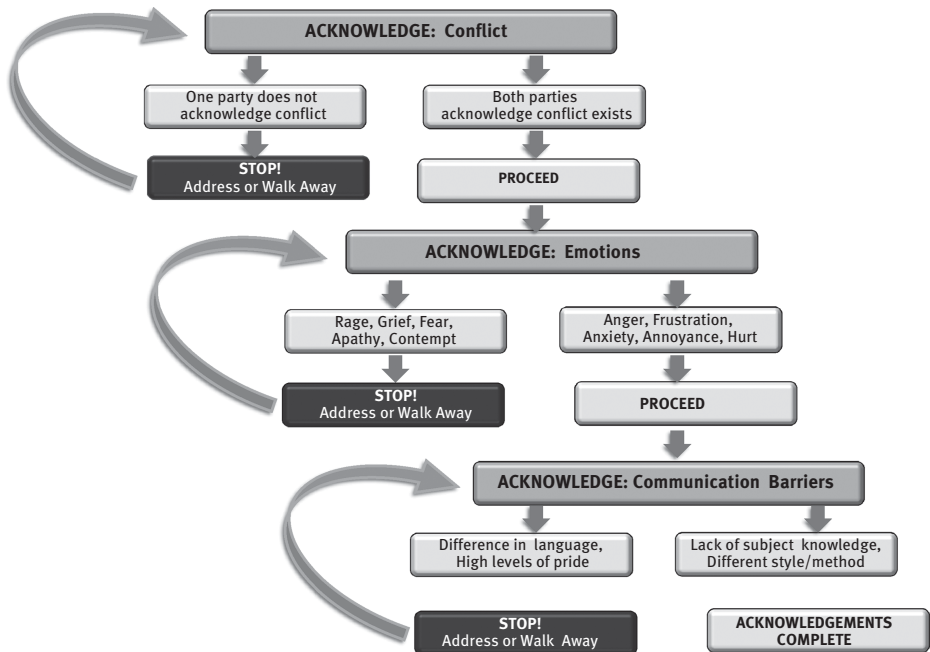 ACKNOWLEDGE: Conflict
One party does not
acknowledge conflict
Both parties
acknowledge conflict exists
STOP!
Address or Walk Away
PROCEED
ACKNOWLEDGE: Emotions
Rage, Grief, Fear,
Apathy, Contempt
Anger, Frustration,
Anxiety, Annoyance, Hurt
STOP!
Address or Walk Away
PROCEED
ACKNOWLEDGE: Communication Barriers
Difference in language,
High levels of pride
Lack of subject knowledge,
Different style/method
STOP!
Address or Walk Away
ACKNOWLEDGEMENTS
COMPLETE